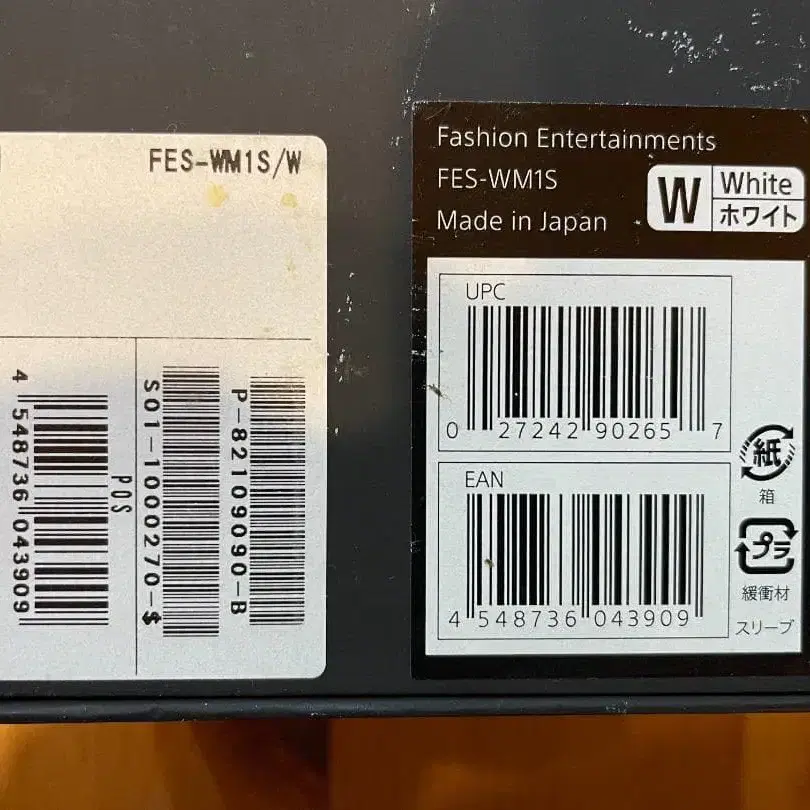 FES-WM1S/W
P-82109090-B
S01-1000270-$
POS
4 548736 043909
Fashion Entertainments
FES-WM1S
Made in Japan
W
White
ホワイト
UPC
0 27242 90265 7
EAN
4 548736 043909
紙
箱
プラ
緩衝材
スリーブ